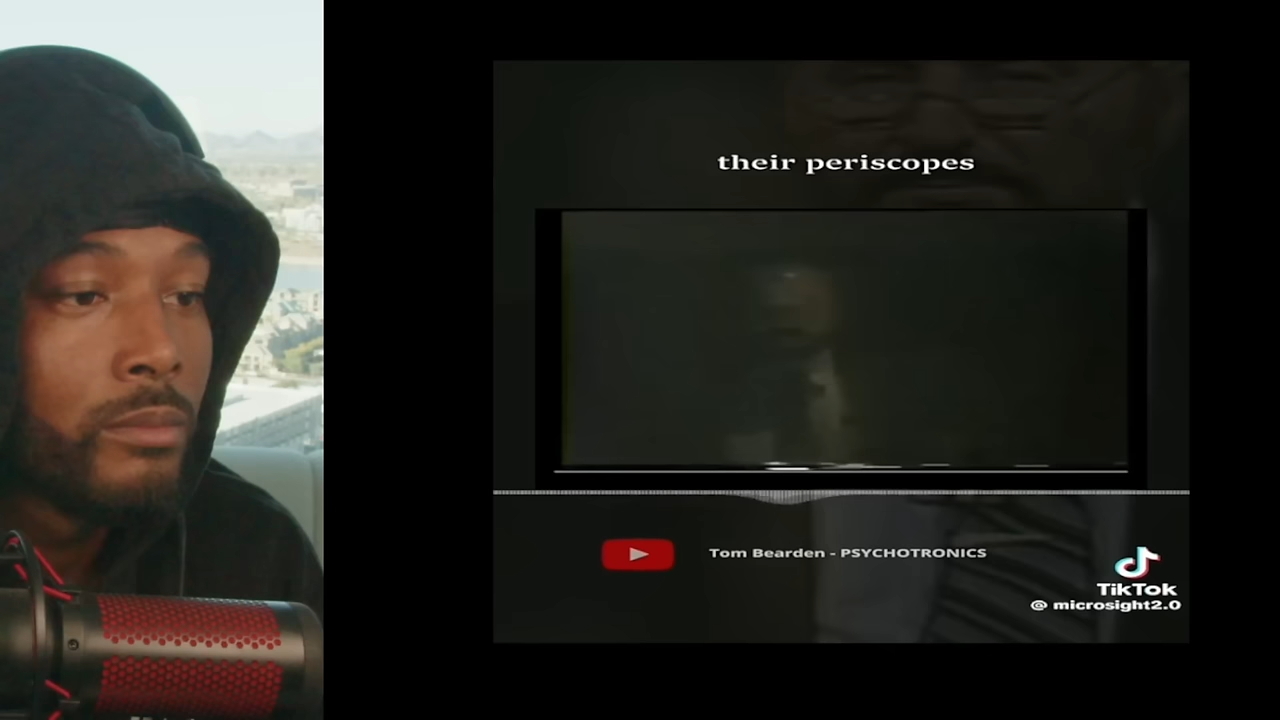 their periscopes
Tom Bearden - PSYCHOTRONICS
TikTok
@ microsight2.0